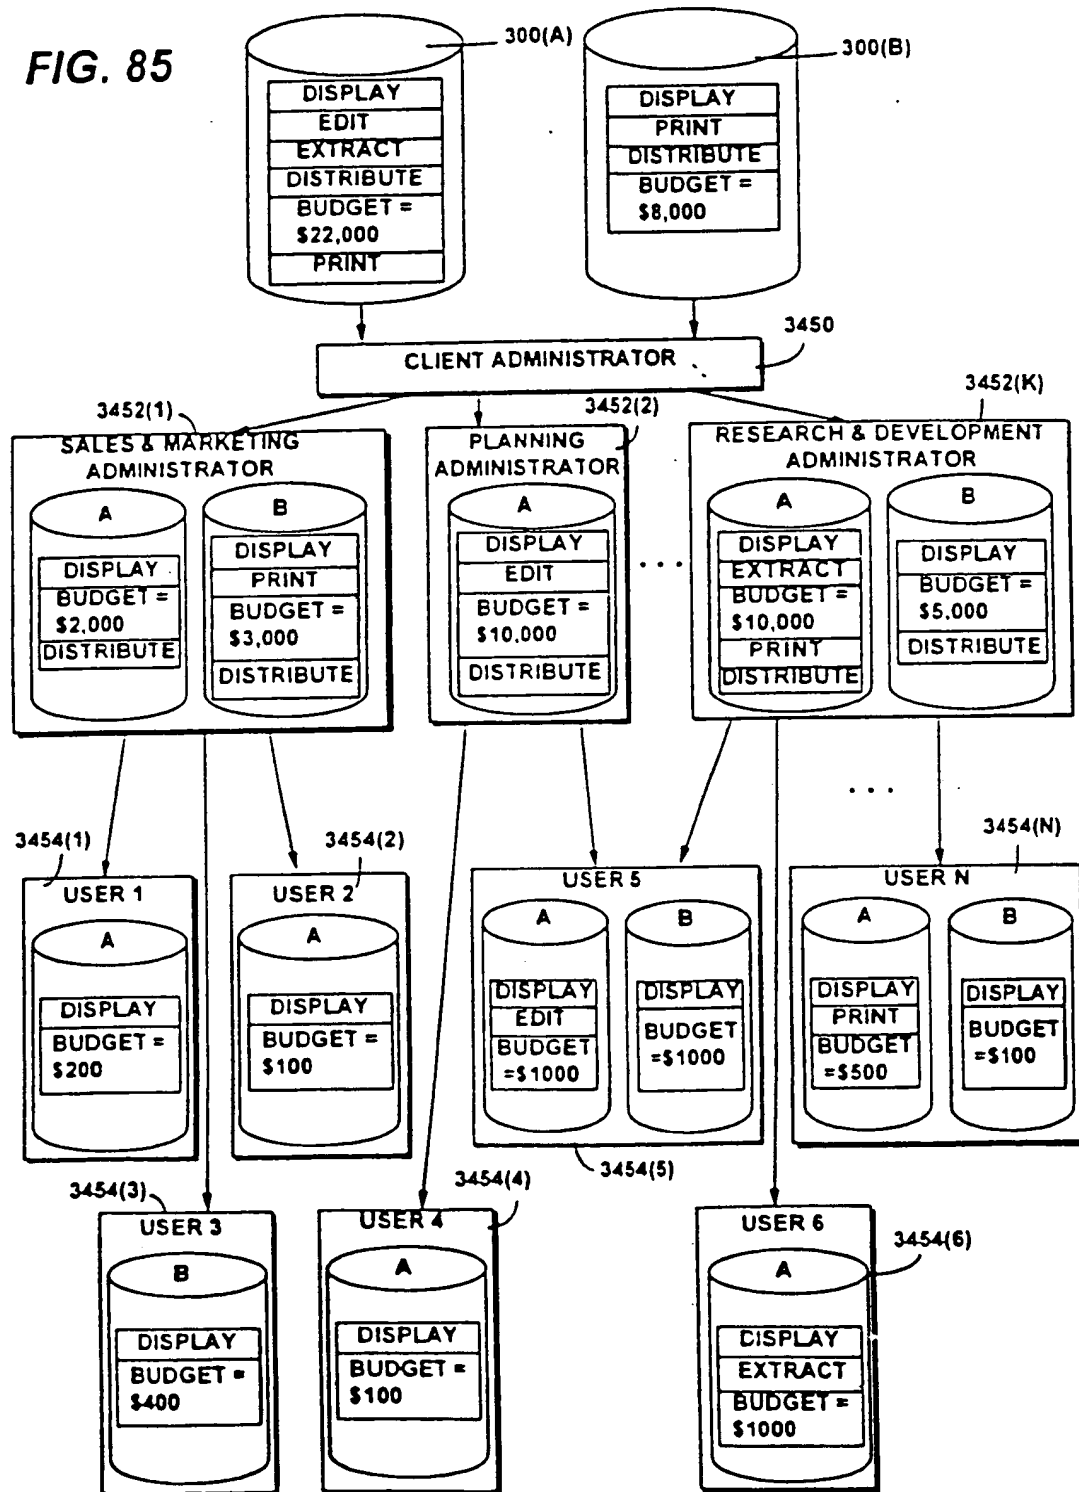 FIG. 85
300(A)
DISPLAY
EDIT
EXTRACT
DISTRIBUTE
BUDGET =
$22,000
PRINT
300(B)
DISPLAY
PRINT
DISTRIBUTE
BUDGET =
$8,000
CLIENT ADMINISTRATOR
3450
3452(1)
SALES & MARKETING
ADMINISTRATOR
A
DISPLAY
BUDGET =
$2,000
DISTRIBUTE
B
DISPLAY
PRINT
BUDGET =
$3,000
DISTRIBUTE
3452(2)
PLANNING
ADMINISTRATOR
A
DISPLAY
EDIT
BUDGET =
$10,000
DISTRIBUTE
. . .
3452(K)
RESEARCH & DEVELOPMENT
ADMINISTRATOR
A
DISPLAY
EXTRACT
BUDGET =
$10,000
PRINT
DISTRIBUTE
B
DISPLAY
BUDGET =
$5,000
DISTRIBUTE
. . .
3454(1)
USER 1
A
DISPLAY
BUDGET =
$200
3454(2)
USER 2
A
DISPLAY
BUDGET =
$100
USER 5
A
DISPLAY
EDIT
BUDGET
=$1000
B
DISPLAY
BUDGET
=$1000
3454(5)
3454(N)
USER N
A
DISPLAY
PRINT
BUDGET
=$500
B
DISPLAY
BUDGET
=$100
3454(3)
USER 3
B
DISPLAY
BUDGET =
$400
3454(4)
USER 4
A
DISPLAY
BUDGET =
$100
USER 6
3454(6)
A
DISPLAY
EXTRACT
BUDGET =
$1000